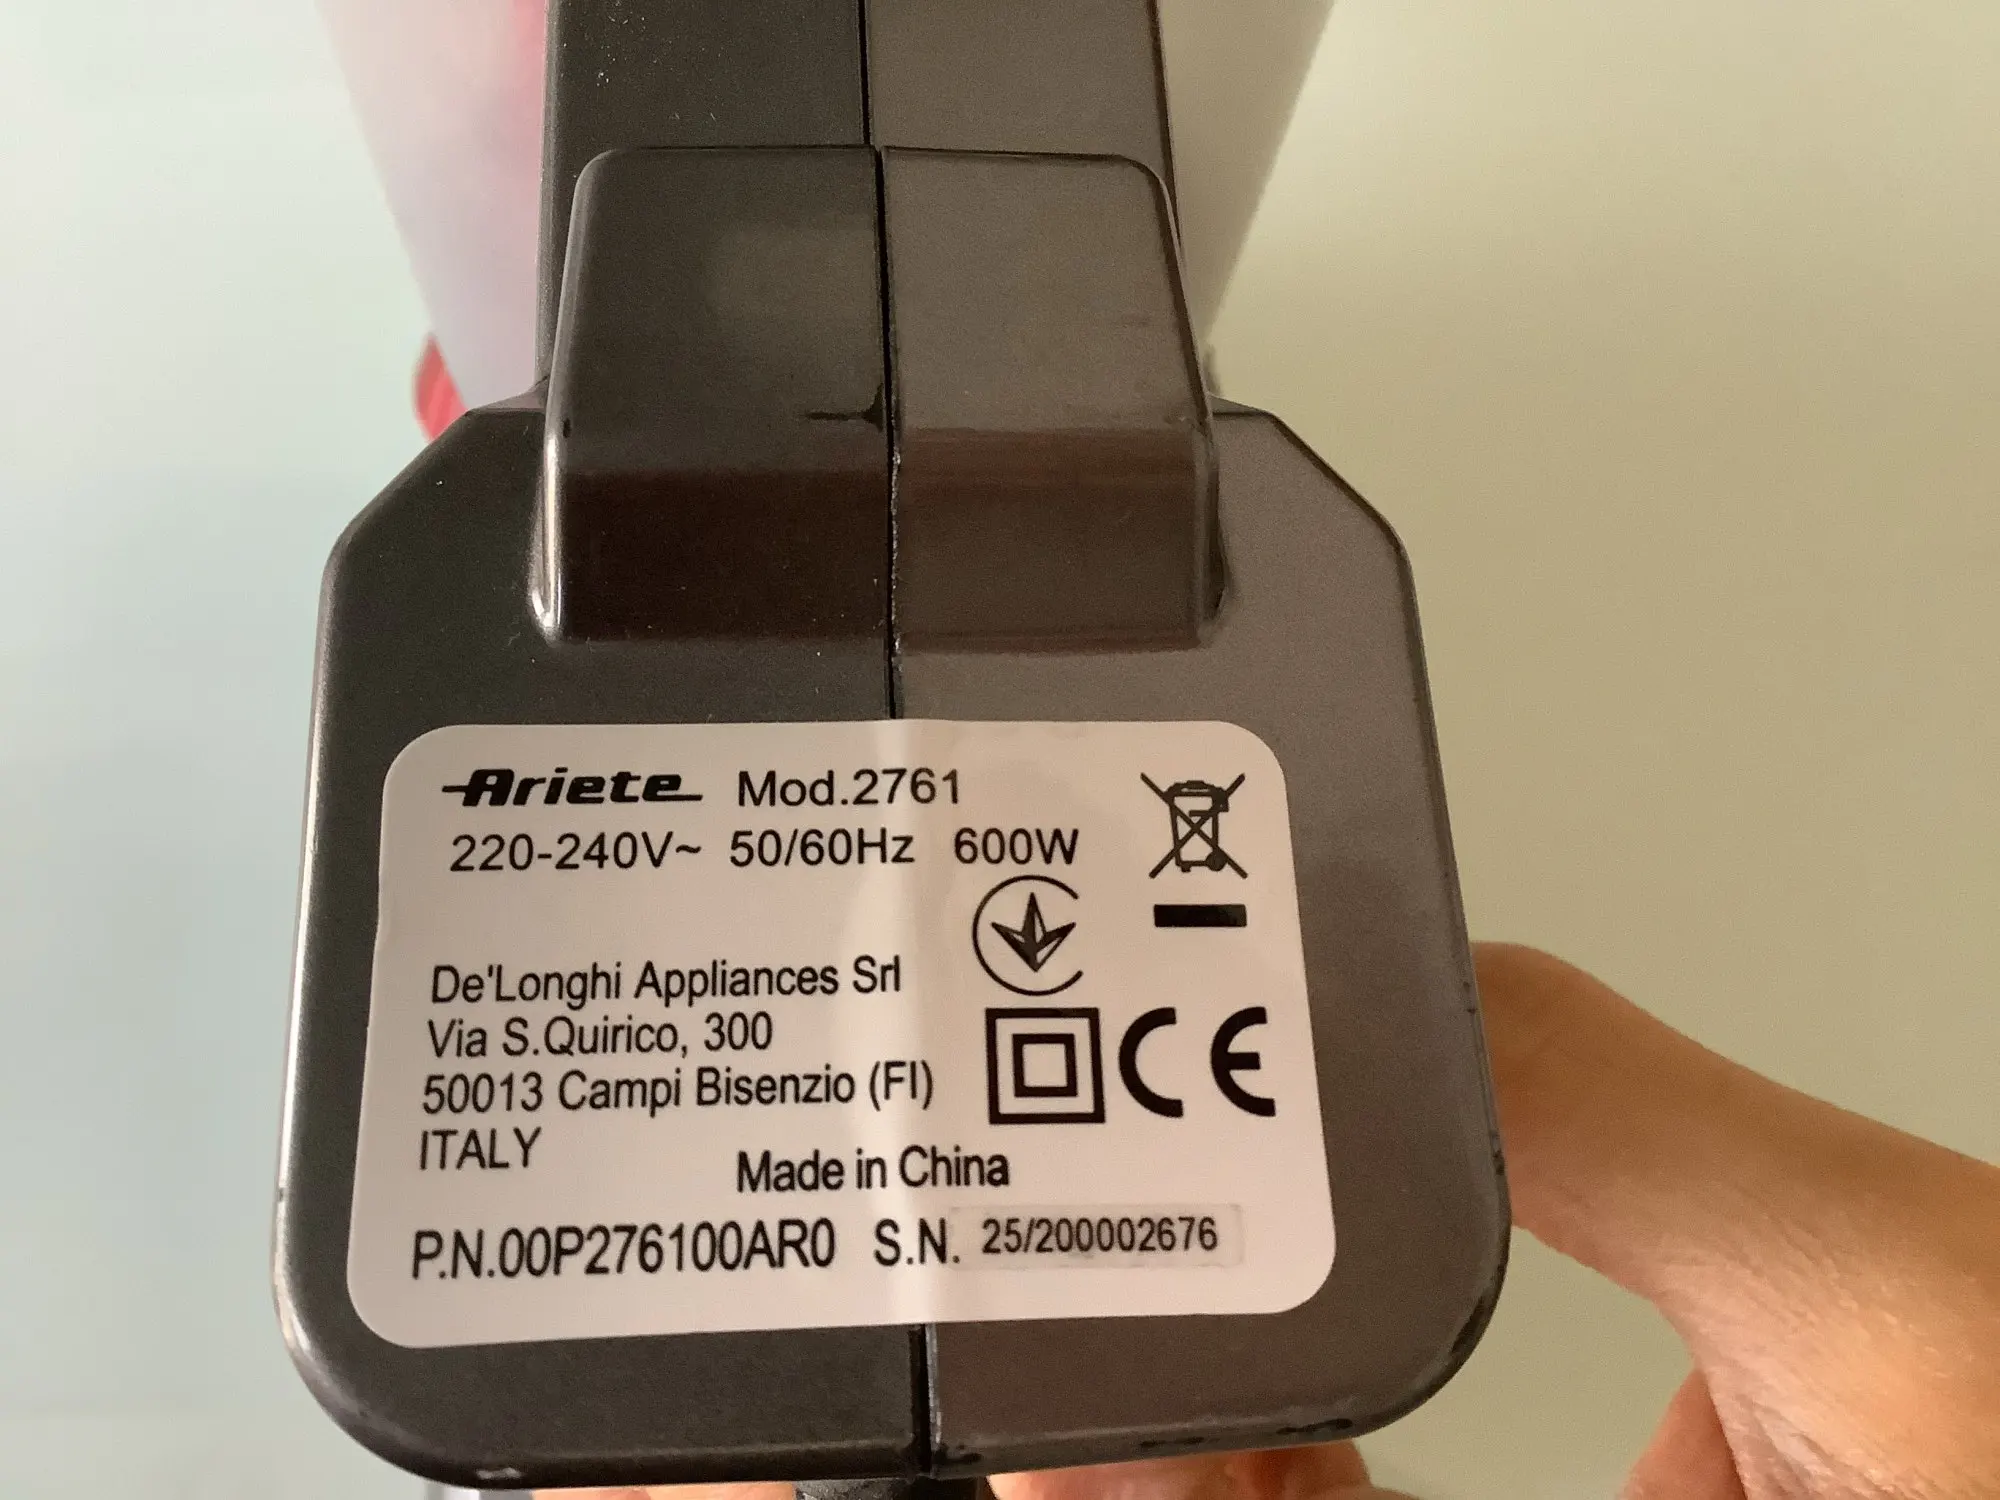 Ariete Mod.2761
220-240V~ 50/60Hz 600W
De'Longhi Appliances Srl
Via S.Quirico, 300
50013 Campi Bisenzio (FI)
ITALY
CE
Made in China
P.N.00P276100AR0 S.N. 25/200002676